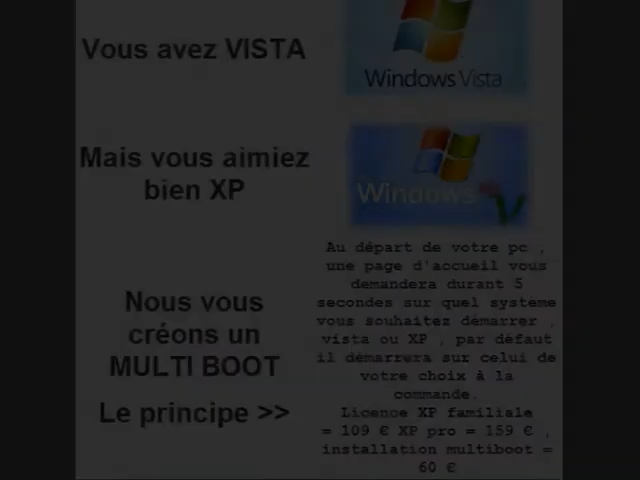 Vous avez VISTA
Windows Vista
Mais vous aimiez
bien XP
Windows
Nous vous
créons un
MULTI BOOT
Le principe >>
Au départ de votre pc ,
une page d'accueil vous
demandera durant 5
secondes sur quel systeme
vous souhaitez démarrer ,
vista ou XP , par défaut
il démarrera sur celui de
votre choix à la
commande.
Licence XP familiale
= 109 € XP pro = 159 € ,
installation multiboot =
60 €